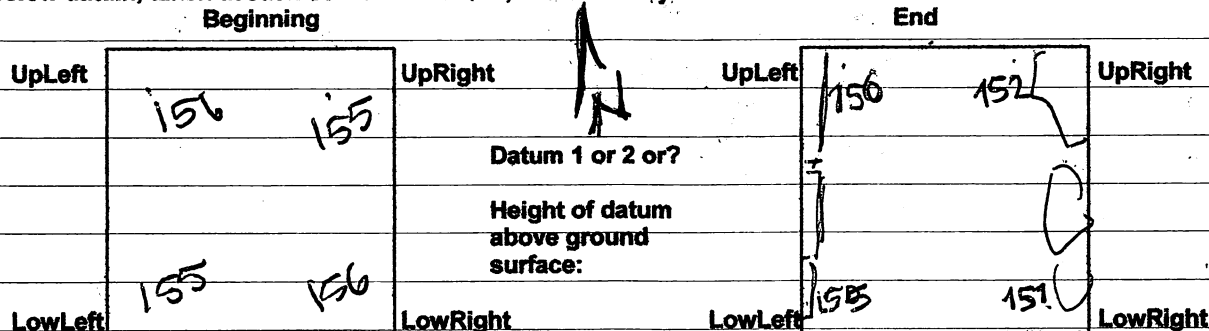 Beginning End
UpLeft UpRight UpLeft UpRight
156 155 156 152
N
Datum 1 or 2 or?
Height of datum
above ground
surface:
155 156 155 151
LowLeft LowRight LowLeft LowRight